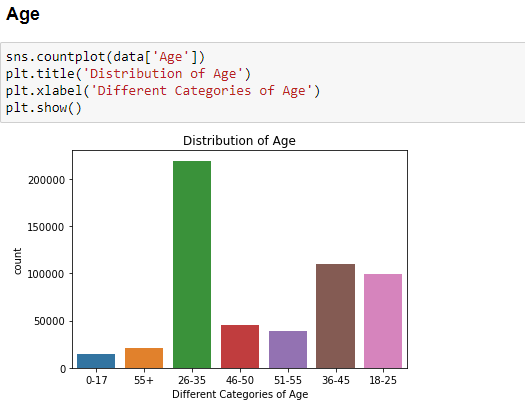 Age
sns.countplot(data['Age'])
plt.title('Distribution of Age')
plt.xlabel('Different Categories of Age')
plt.show()
Distribution of Age
200000
150000
100000
50000
0
count
0-17 55+ 26-35 46-50 51-55 36-45 18-25
Different Categories of Age